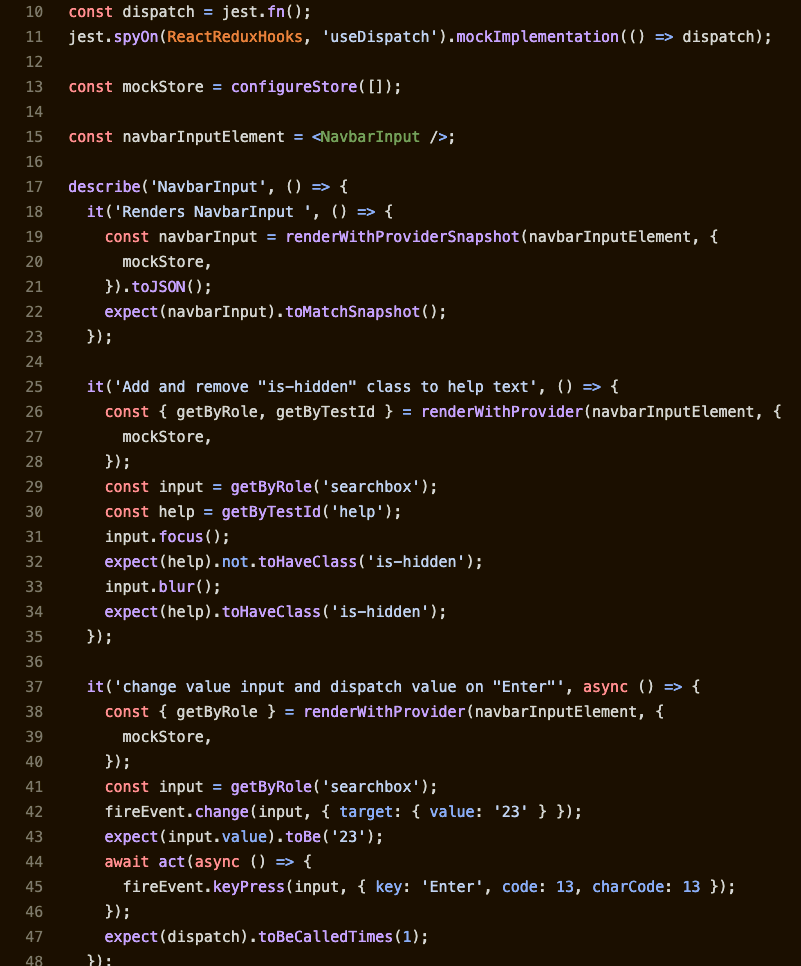 10 const dispatch = jest.fn();
11 jest.spyOn(ReactReduxHooks, 'useDispatch').mockImplementation(() => dispatch);
12
13 const mockStore = configureStore([]);
14
15 const navbarInputElement = <NavbarInput />;
16
17 describe('NavbarInput', () => {
18   it('Renders NavbarInput ', () => {
19     const navbarInput = renderWithProviderSnapshot(navbarInputElement, {
20       mockStore,
21     }).toJSON();
22     expect(navbarInput).toMatchSnapshot();
23   });
24
25   it('Add and remove "is-hidden" class to help text', () => {
26     const { getByRole, getByTestId } = renderWithProvider(navbarInputElement, {
27       mockStore,
28     });
29     const input = getByRole('searchbox');
30     const help = getByTestId('help');
31     input.focus();
32     expect(help).not.toHaveClass('is-hidden');
33     input.blur();
34     expect(help).toHaveClass('is-hidden');
35   });
36
37   it('change value input and dispatch value on "Enter"', async () => {
38     const { getByRole } = renderWithProvider(navbarInputElement, {
39       mockStore,
40     });
41     const input = getByRole('searchbox');
42     fireEvent.change(input, { target: { value: '23' } });
43     expect(input.value).toBe('23');
44     await act(async () => {
45       fireEvent.keyPress(input, { key: 'Enter', code: 13, charCode: 13 });
46     });
47     expect(dispatch).toBeCalledTimes(1);
48   });